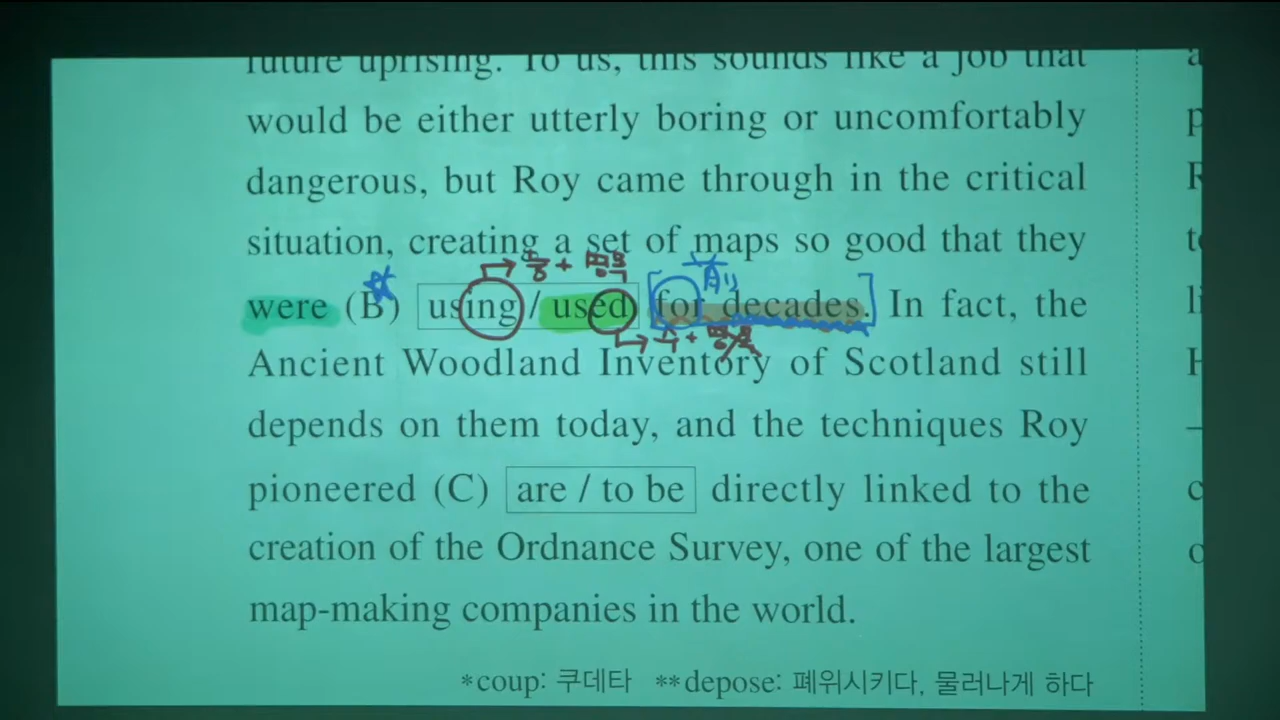 future uprising. To us, this sounds like a job that
would be either utterly boring or uncomfortably
dangerous, but Roy came through in the critical
situation, creating a set of maps so good that they
능 + 目
were (B) using / used [for decades.] In fact, the
수 + 目
Ancient Woodland Inventory of Scotland still
depends on them today, and the techniques Roy
pioneered (C) are / to be directly linked to the
creation of the Ordnance Survey, one of the largest
map-making companies in the world.
*coup: 쿠데타 **depose: 폐위시키다, 물러나게 하다